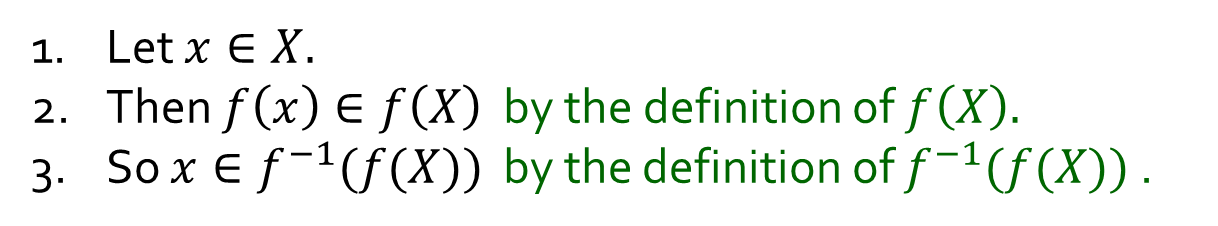 1. Let x ∈ X.
2. Then f(x) ∈ f(X) by the definition of f(X).
3. So x ∈ f⁻¹(f(X)) by the definition of f⁻¹(f(X)) .